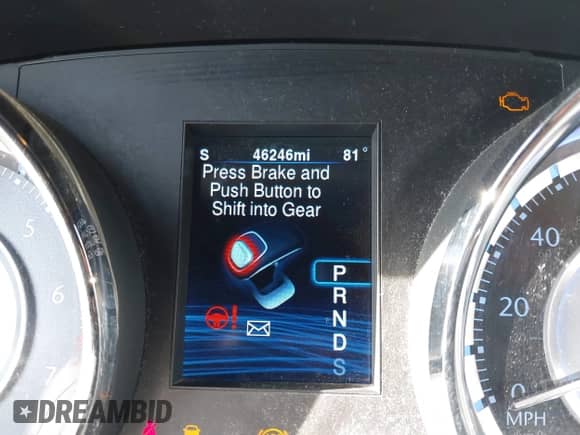 S 46246mi 81°
Press Brake and
Push Button to
Shift into Gear
P
R
N
D
S
5
6
7
40
20
0
MPH
DREAMBID